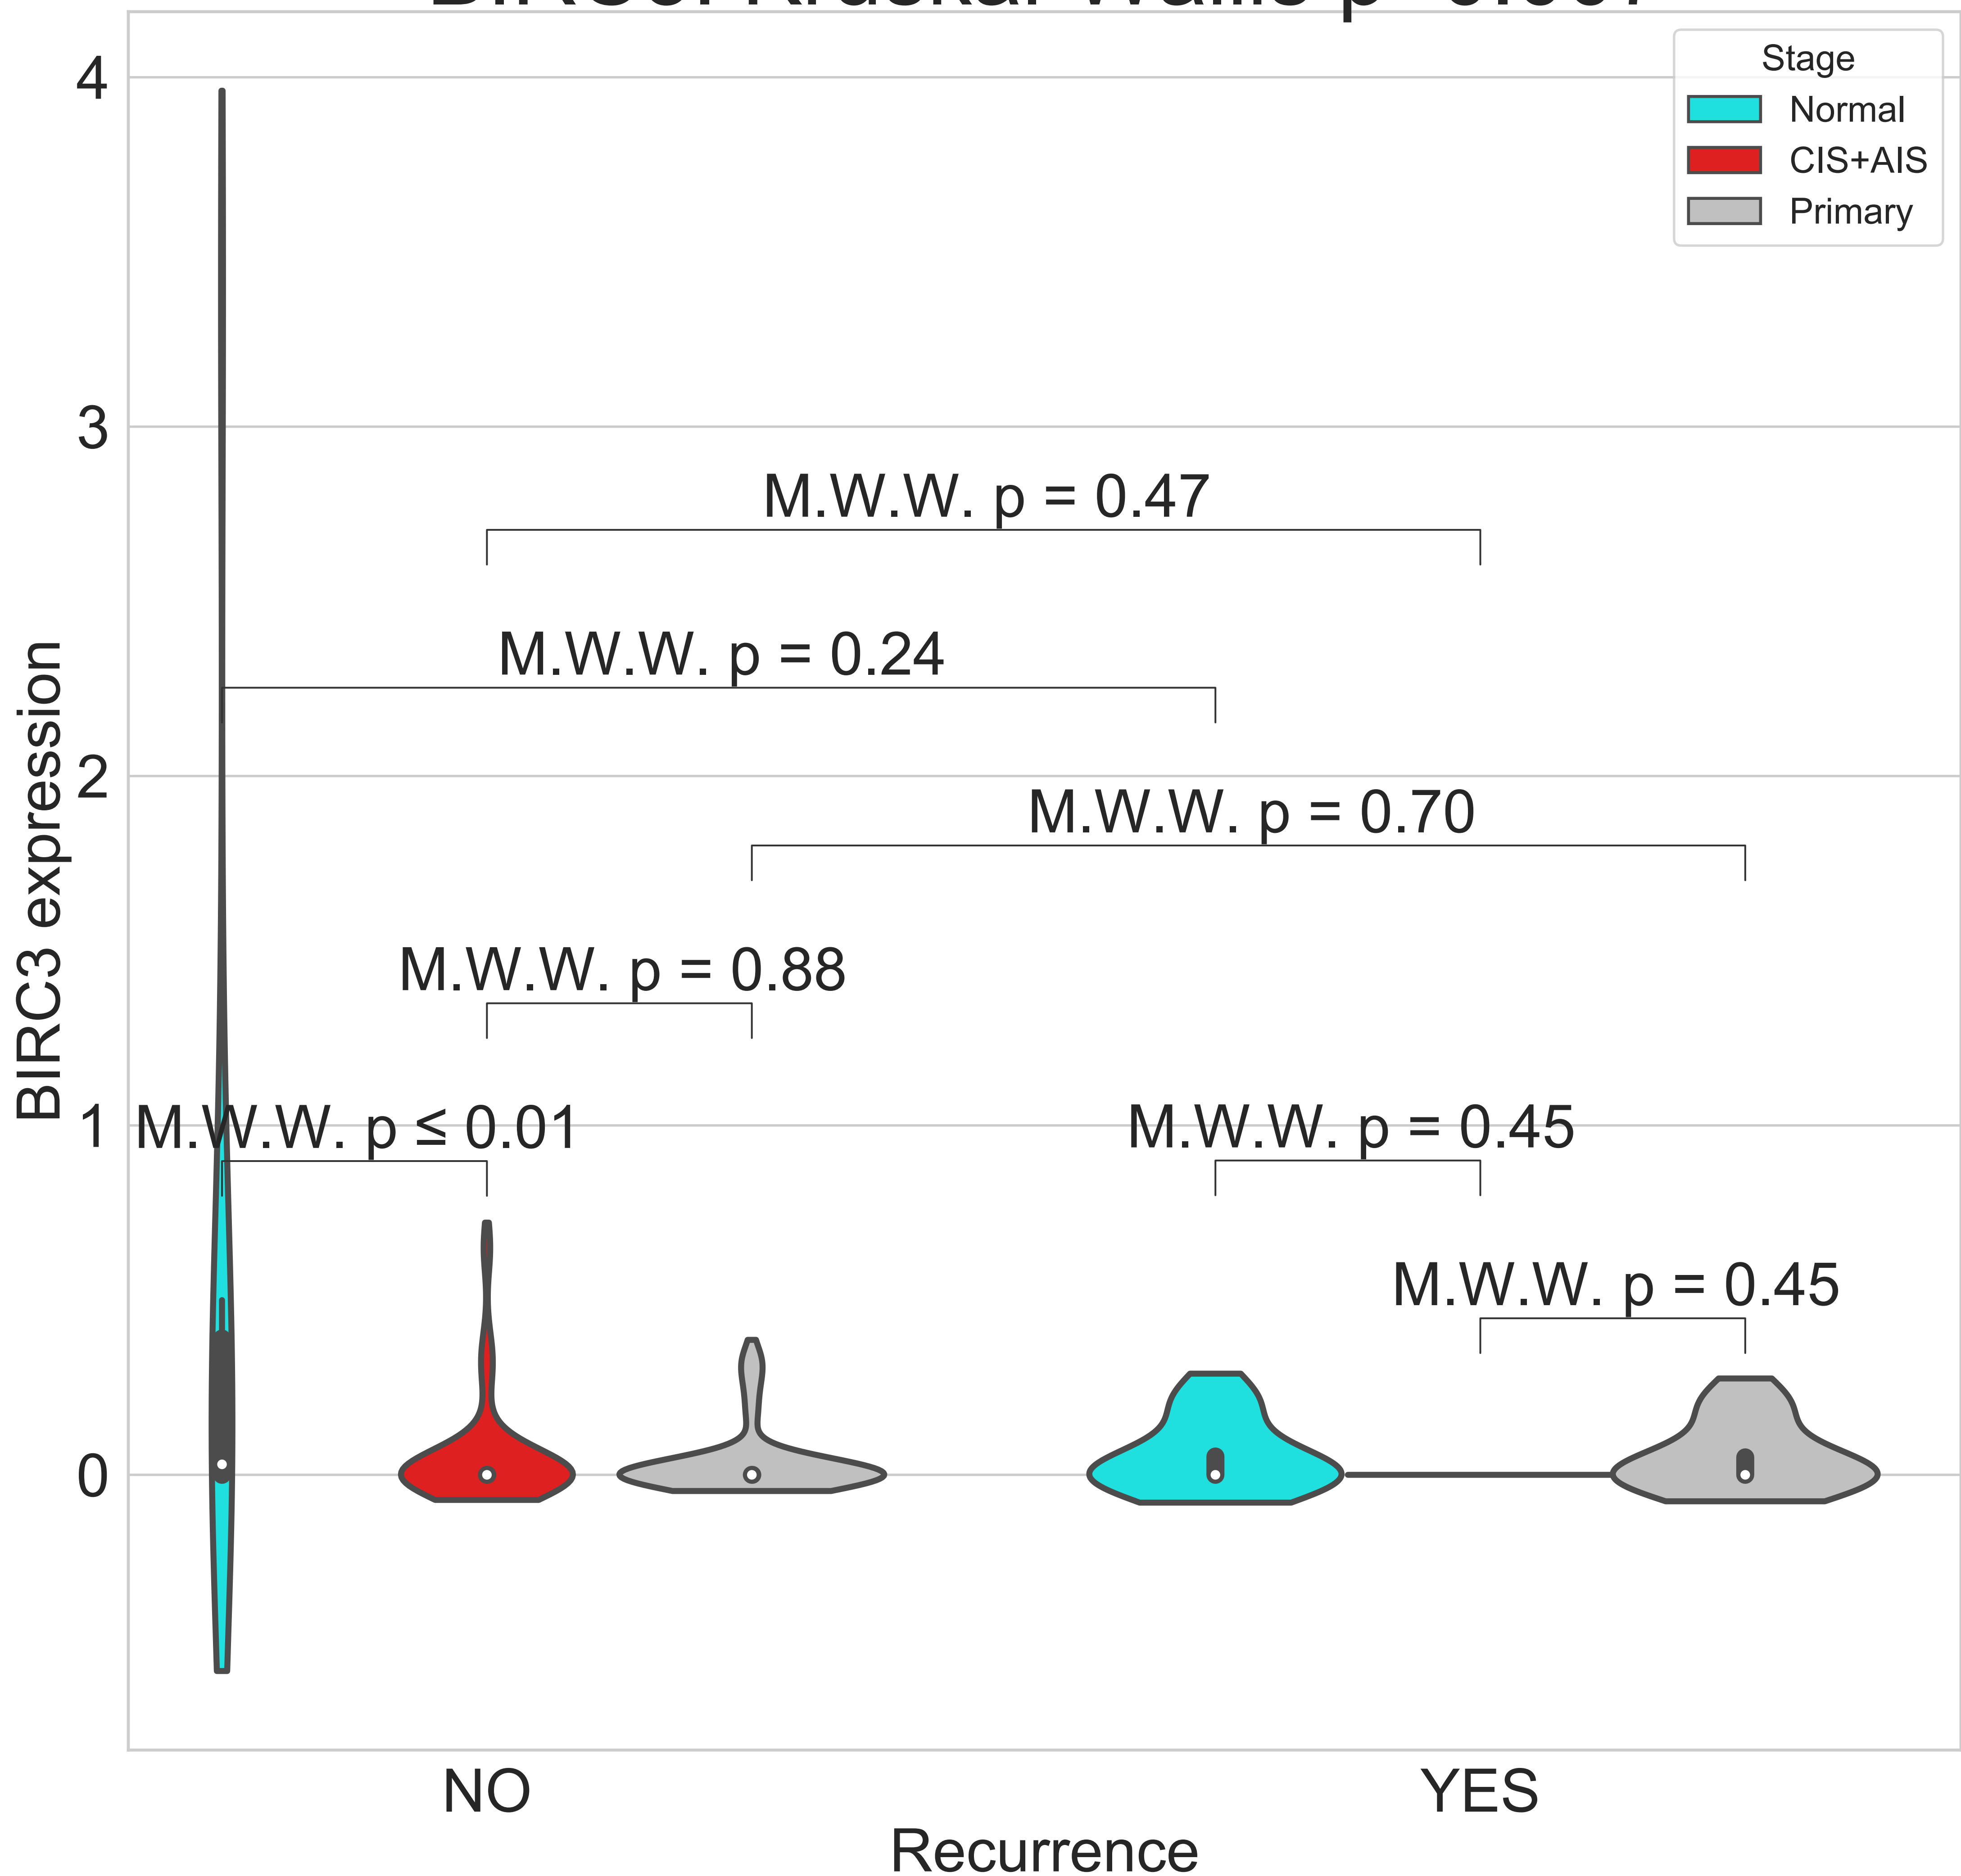 Stage
Normal
CIS+AIS
Primary
4
3
2
1
0
BIRC3 expression
M.W.W. p = 0.47
M.W.W. p = 0.24
M.W.W. p = 0.70
M.W.W. p = 0.88
M.W.W. p ≤ 0.01
M.W.W. p = 0.45
M.W.W. p = 0.45
NO
YES
Recurrence